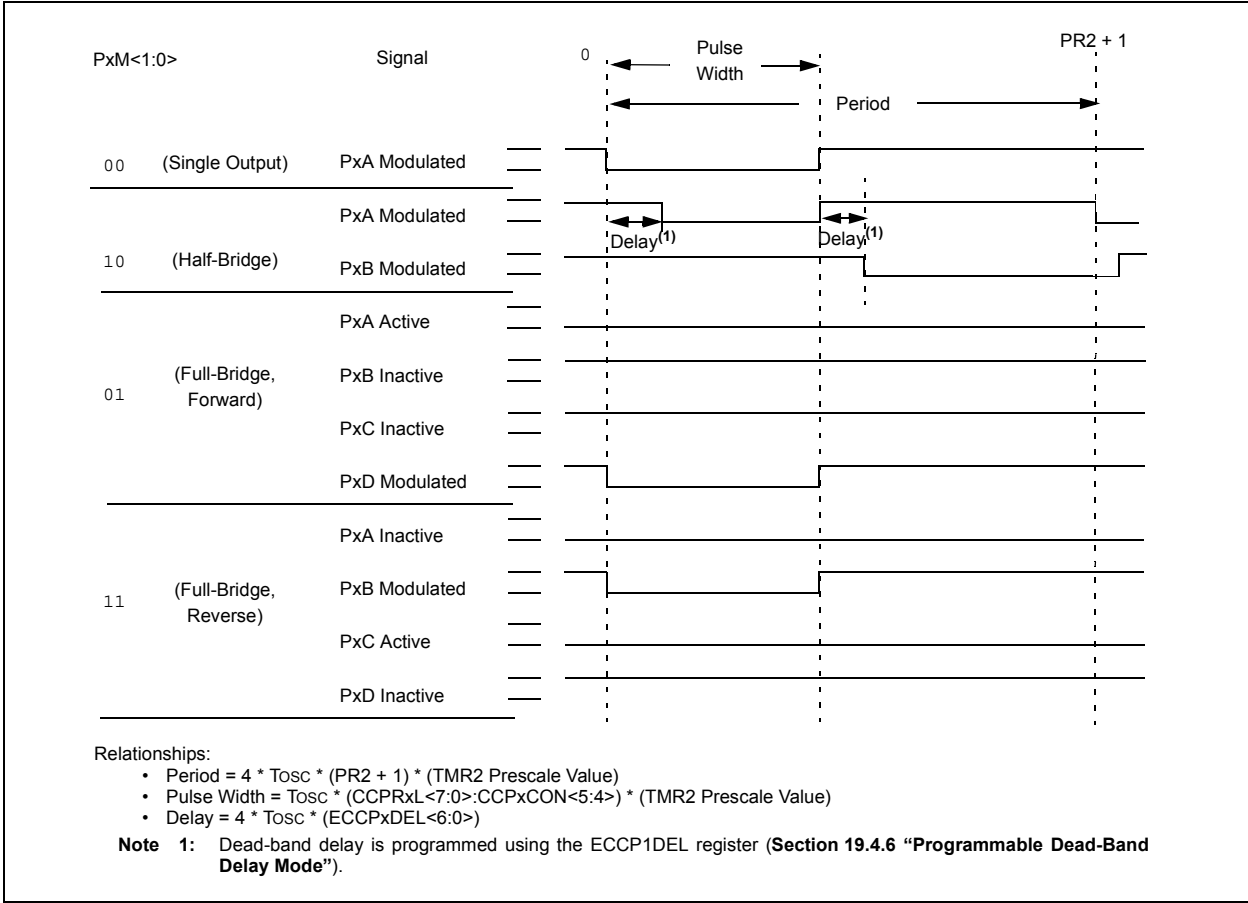 PxM<1:0> Signal 0 Pulse Width PR2 + 1
Period
00 (Single Output) PxA Modulated
PxA Modulated
Delay(1) Delay(1)
10 (Half-Bridge) PxB Modulated
PxA Active
01 (Full-Bridge, Forward) PxB Inactive
PxC Inactive
PxD Modulated
PxA Inactive
11 (Full-Bridge, Reverse) PxB Modulated
PxC Active
PxD Inactive
Relationships:
• Period = 4 * TOSC * (PR2 + 1) * (TMR2 Prescale Value)
• Pulse Width = TOSC * (CCPRxL<7:0>:CCPxCON<5:4>) * (TMR2 Prescale Value)
• Delay = 4 * TOSC * (ECCPxDEL<6:0>)
Note 1: Dead-band delay is programmed using the ECCP1DEL register (Section 19.4.6 “Programmable Dead-Band
Delay Mode”).